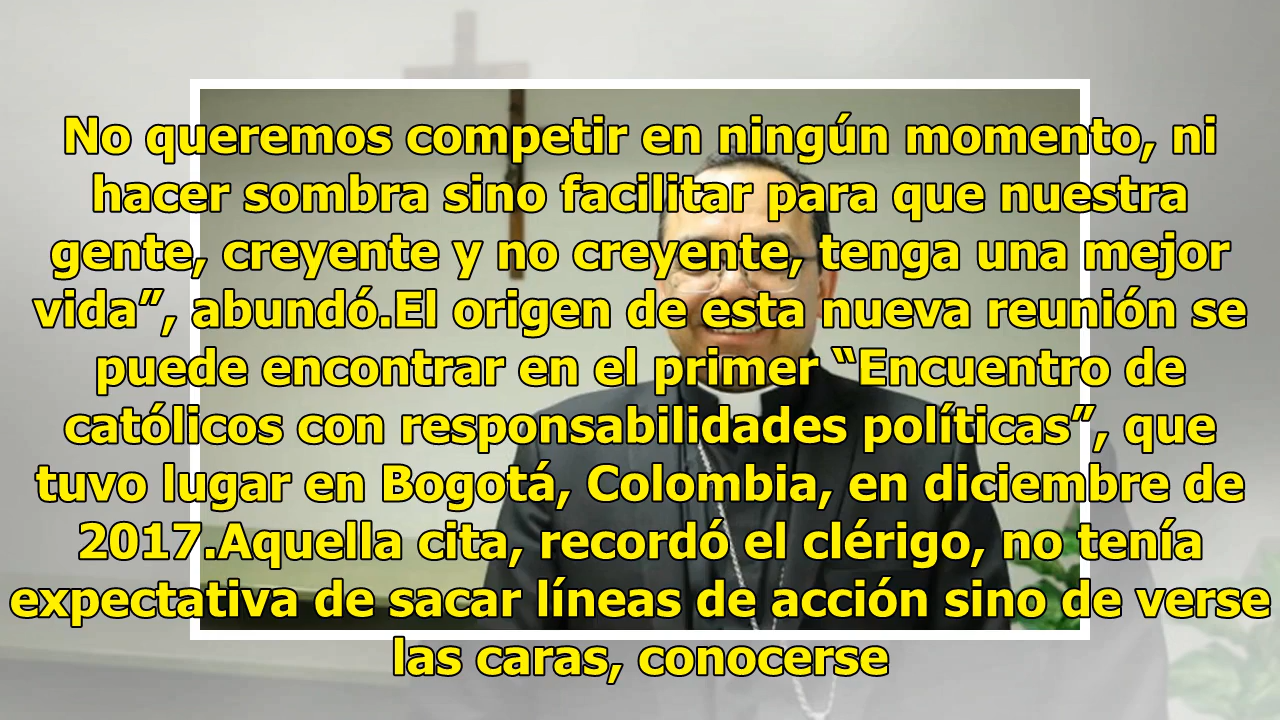 No queremos competir en ningún momento, ni
hacer sombra sino facilitar para que nuestra
gente, creyente y no creyente, tenga una mejor
vida”, abundó.El origen de esta nueva reunión se
puede encontrar en el primer “Encuentro de
católicos con responsabilidades políticas”, que
tuvo lugar en Bogotá, Colombia, en diciembre de
2017.Aquella cita, recordó el clérigo, no tenía
expectativa de sacar líneas de acción sino de verse
las caras, conocerse